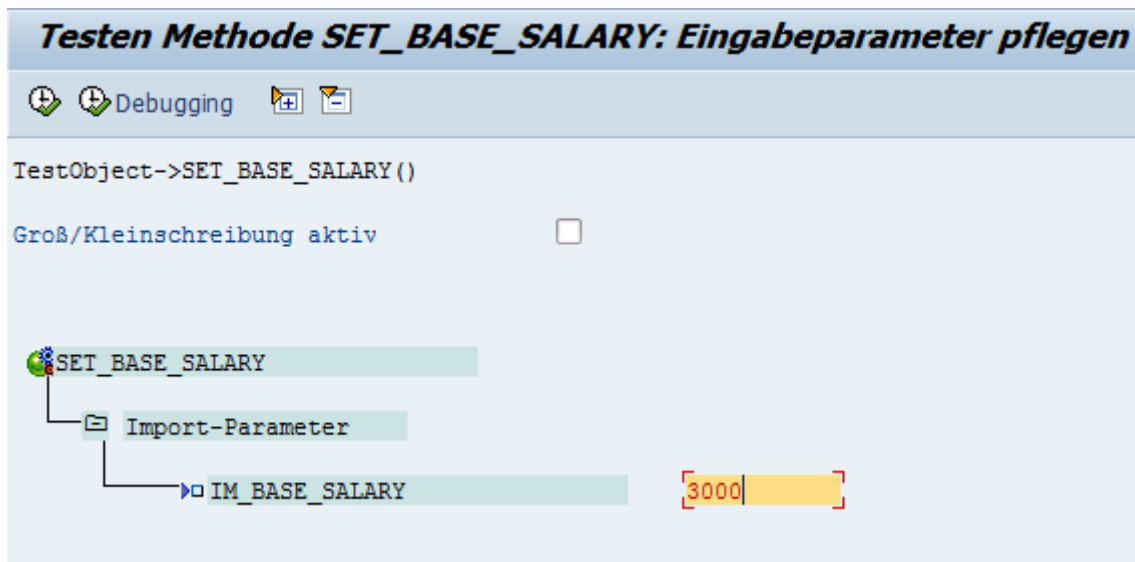 Testen Methode SET_BASE_SALARY: Eingabeparameter pflegen
Debugging
TestObject->SET_BASE_SALARY()
Groß/Kleinschreibung aktiv
SET_BASE_SALARY
Import-Parameter
IM_BASE_SALARY 3000